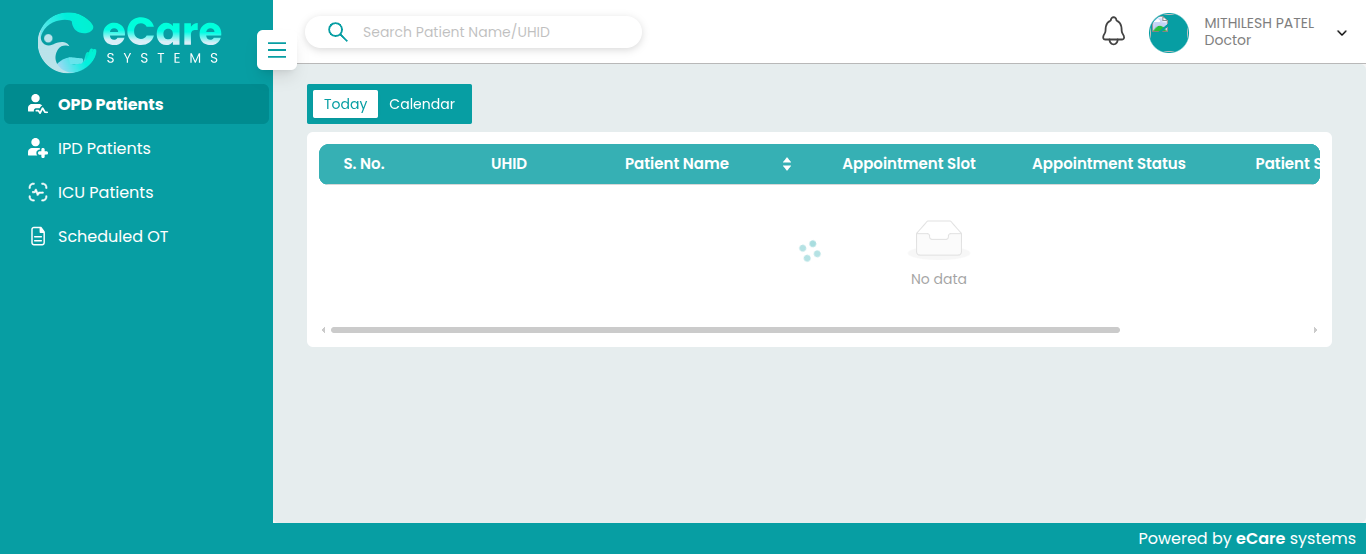 eCare
SYSTEMS
Search Patient Name/UHID
MITHILESH PATEL
Doctor
OPD Patients
IPD Patients
ICU Patients
Scheduled OT
Today Calendar
S. No. UHID Patient Name Appointment Slot Appointment Status Patient S
No data
Powered by eCare systems